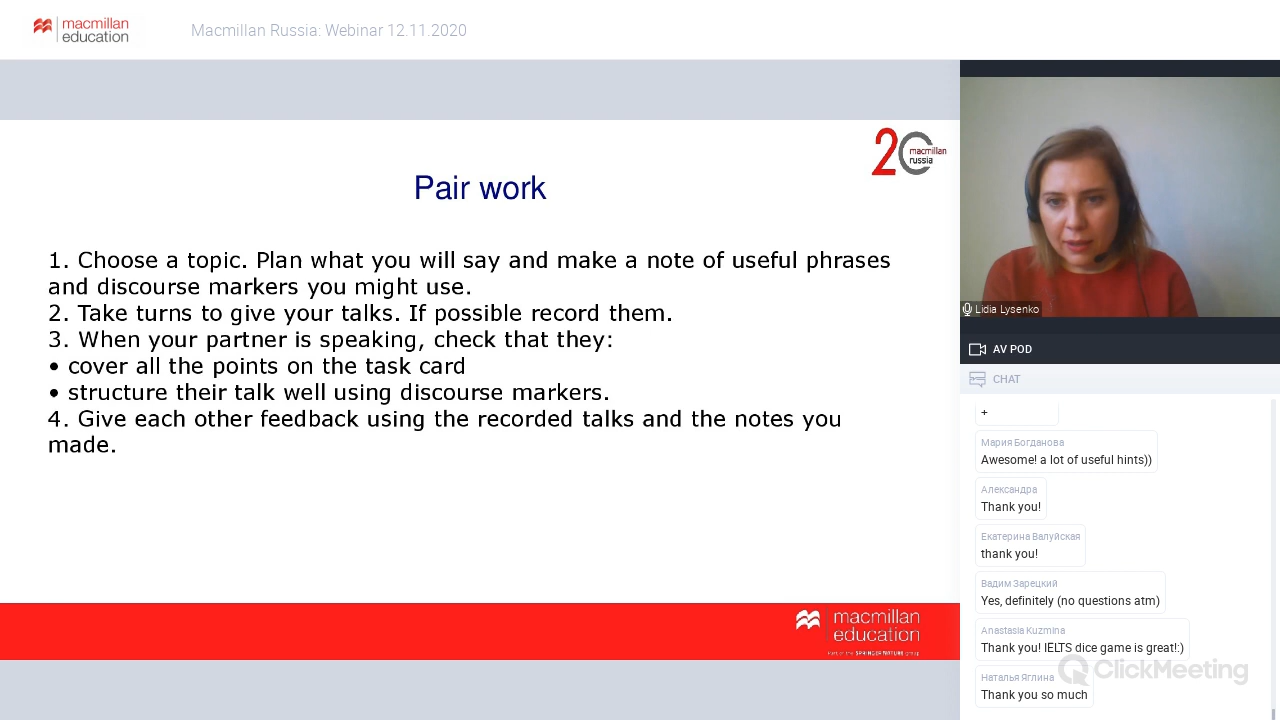 macmillan
education
Macmillan Russia: Webinar 12.11.2020
20
macmillan
russia
Pair work
1. Choose a topic. Plan what you will say and make a note of useful phrases
and discourse markers you might use.
2. Take turns to give your talks. If possible record them.
3. When your partner is speaking, check that they:
• cover all the points on the task card
• structure their talk well using discourse markers.
4. Give each other feedback using the recorded talks and the notes you
made.
macmillan
education
Part of the SPRINGER NATURE group
Lidia Lysenko
AV POD
CHAT
+
Мария Богданова
Awesome! a lot of useful hints))
Александра
Thank you!
Екатерина Валуйская
thank you!
Вадим Зарецкий
Yes, definitely (no questions atm)
Anastasia Kuzmina
Thank you! IELTS dice game is great!:)
Наталья Яглина
Thank you so much
ClickMeeting